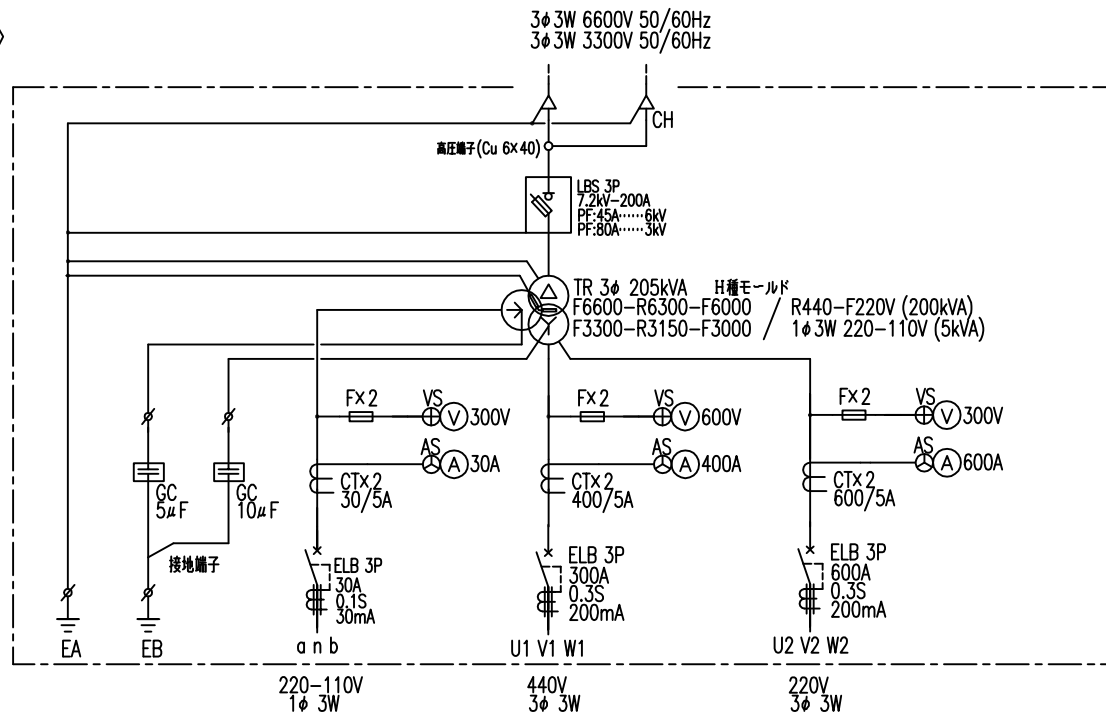 3φ3W 6600V 50/60Hz
3φ3W 3300V 50/60Hz
CH
高圧端子(Cu 6×40)
LBS 3P
7.2kV-200A
PF:45A……6kV
PF:80A……3kV
TR 3φ 205kVA H種モールド
F6600-R6300-F6000 / R440-F220V (200kVA)
F3300-R3150-F3000 / 1φ3W 220-110V (5kVA)
F×2 VS V 300V
AS A 30A
CT×2
30/5A
F×2 VS V 600V
AS A 400A
CT×2
400/5A
F×2 VS V 300V
AS A 600A
CT×2
600/5A
GC
5μF
GC
10μF
接地端子
ELB 3P
30A
0.1S
30mA
ELB 3P
300A
0.3S
200mA
ELB 3P
600A
0.3S
200mA
EA
EB
a n b
U1 V1 W1
U2 V2 W2
220-110V
1φ 3W
440V
3φ 3W
220V
3φ 3W